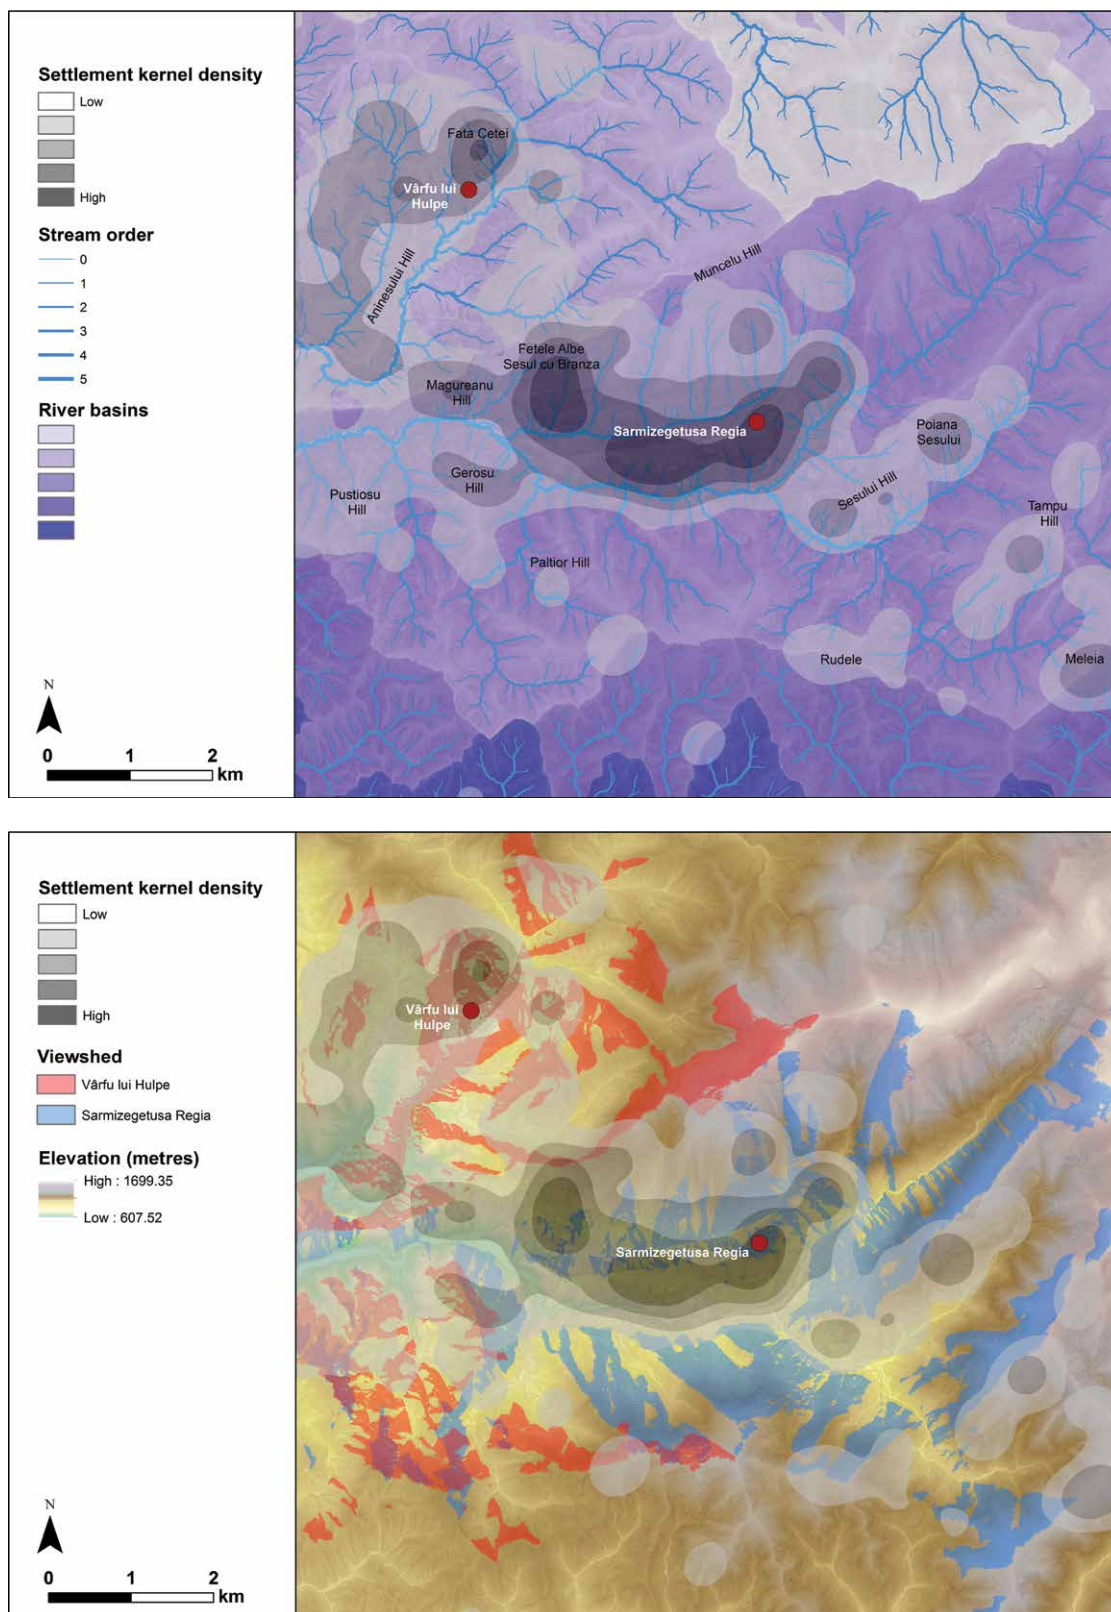 Settlement kernel density
Low
High
Stream order
0
1
2
3
4
5
River basins
N
0 1 2
km
Fata Cetei
Vârfu lui
Hulpe
Aninesului Hill
Muncelu Hill
Fetele Albe
Sesul cu Branza
Magureanu
Hill
Sarmizegetusa Regia
Poiana
Sesului
Gerosu
Hill
Pustiosu
Hill
Sesului Hill
Tampu
Hill
Paltior Hill
Rudele
Meleia
Settlement kernel density
Low
High
Viewshed
Vârfu lui Hulpe
Sarmizegetusa Regia
Elevation (metres)
High : 1699.35
Low : 607.52
N
0 1 2
km
Vârfu lui
Hulpe
Sarmizegetusa Regia